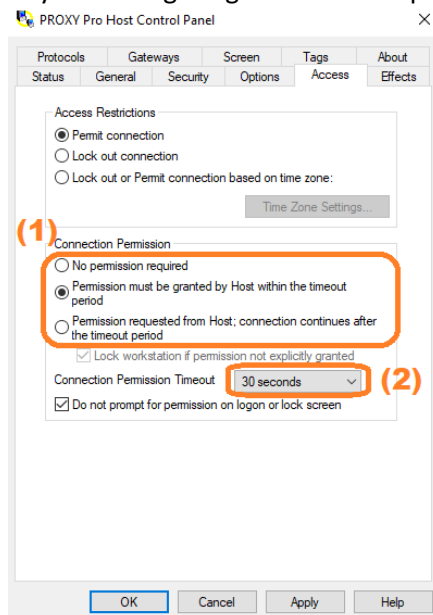 PROXY Pro Host Control Panel
Protocols Gateways Screen Tags About
Status General Security Options Access Effects
Access Restrictions
Permit connection
Lock out connection
Lock out or Permit connection based on time zone:
Time Zone Settings...
(1)
Connection Permission
No permission required
Permission must be granted by Host within the timeout
period
Permission requested from Host; connection continues after
the timeout period
Lock workstation if permission not explicitly granted
Connection Permission Timeout 30 seconds (2)
Do not prompt for permission on logon or lock screen
OK Cancel Apply Help